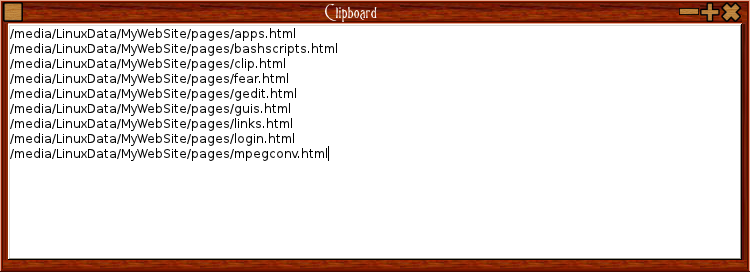 Clipboard
/media/LinuxData/MyWebSite/pages/apps.html
/media/LinuxData/MyWebSite/pages/bashscripts.html
/media/LinuxData/MyWebSite/pages/clip.html
/media/LinuxData/MyWebSite/pages/fear.html
/media/LinuxData/MyWebSite/pages/gedit.html
/media/LinuxData/MyWebSite/pages/guis.html
/media/LinuxData/MyWebSite/pages/links.html
/media/LinuxData/MyWebSite/pages/login.html
/media/LinuxData/MyWebSite/pages/mpegconv.html